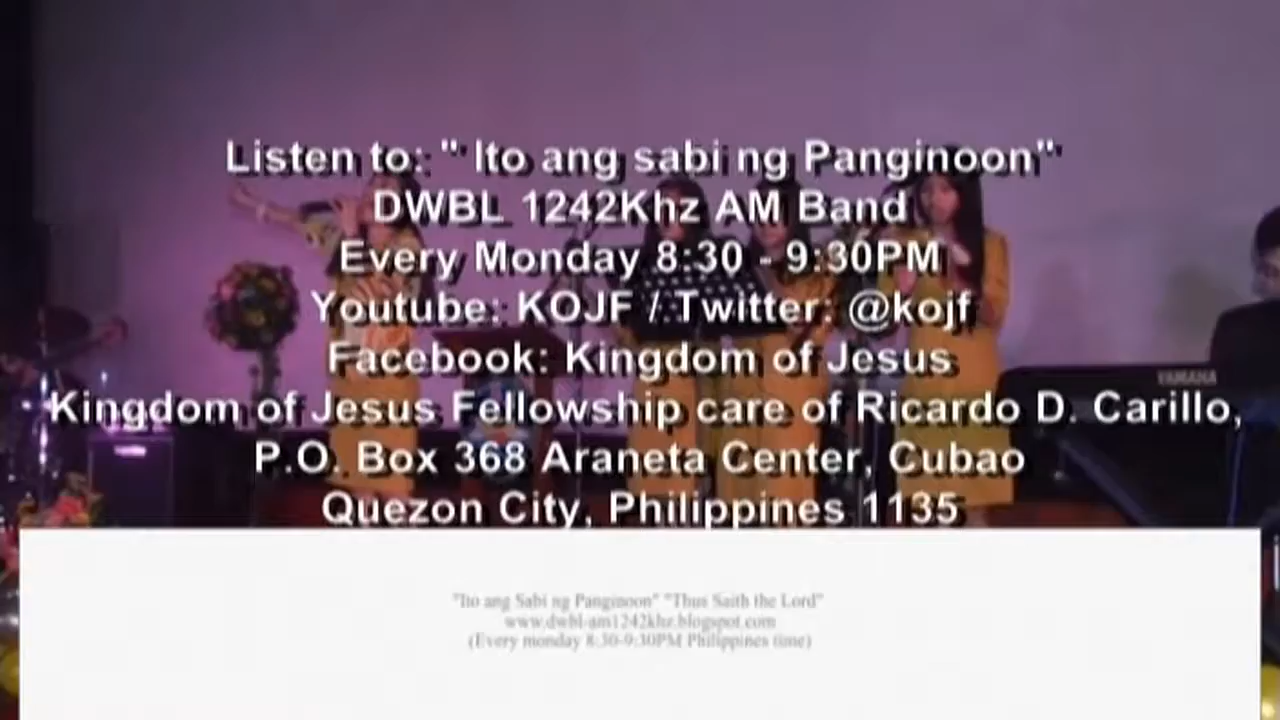 Listen to: " Ito ang sabi ng Panginoon"
DWBL 1242Khz AM Band
Every Monday 8:30 - 9:30PM
Youtube: KOJF / Twitter: @kojf
Facebook: Kingdom of Jesus
YAMAHA
Kingdom of Jesus Fellowship care of Ricardo D. Carillo,
P.O. Box 368 Araneta Center, Cubao
Quezon City, Philippines 1135
"Ito ang Sabi ng Panginoon" "Thus Saith the Lord"
www.dwbl-am1242khz.blogspot.com
(Every monday 8:30-9:30PM Philippines time)